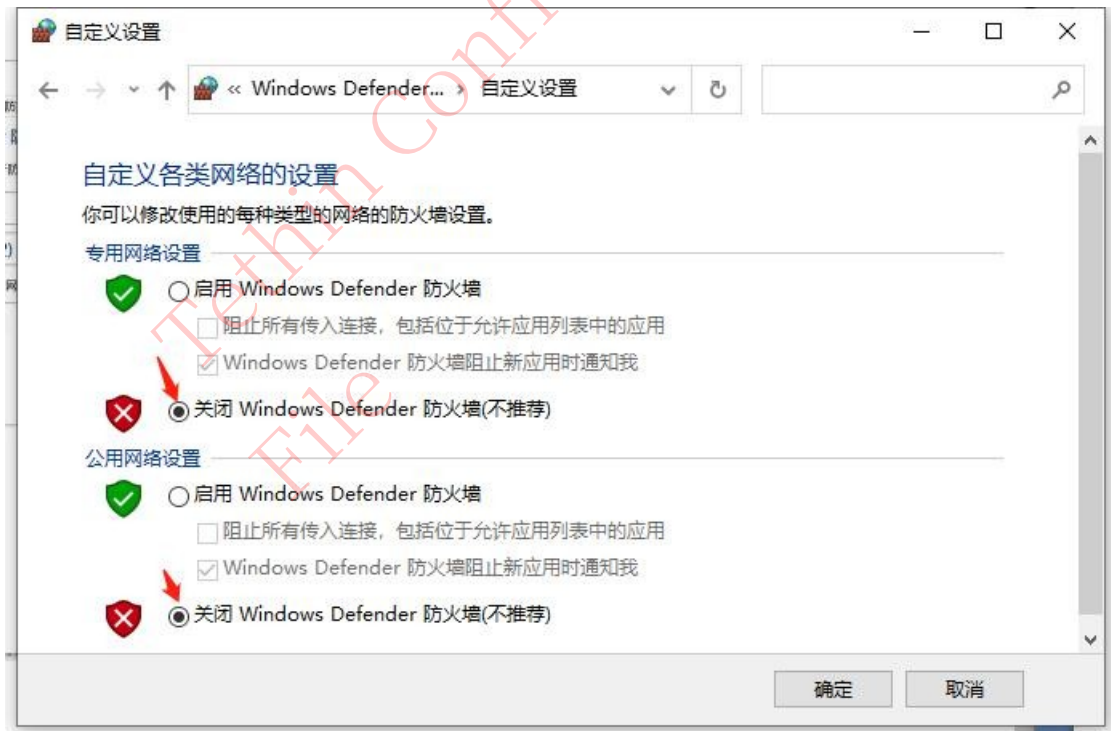 自定义设置
« Windows Defender... › 自定义设置
自定义各类网络的设置
你可以修改使用的每种类型的网络的防火墙设置。
专用网络设置
启用 Windows Defender 防火墙
阻止所有传入连接，包括位于允许应用列表中的应用
Windows Defender 防火墙阻止新应用时通知我
关闭 Windows Defender 防火墙(不推荐)
公用网络设置
启用 Windows Defender 防火墙
阻止所有传入连接，包括位于允许应用列表中的应用
Windows Defender 防火墙阻止新应用时通知我
关闭 Windows Defender 防火墙(不推荐)
确定 取消
Tethin Confi
File